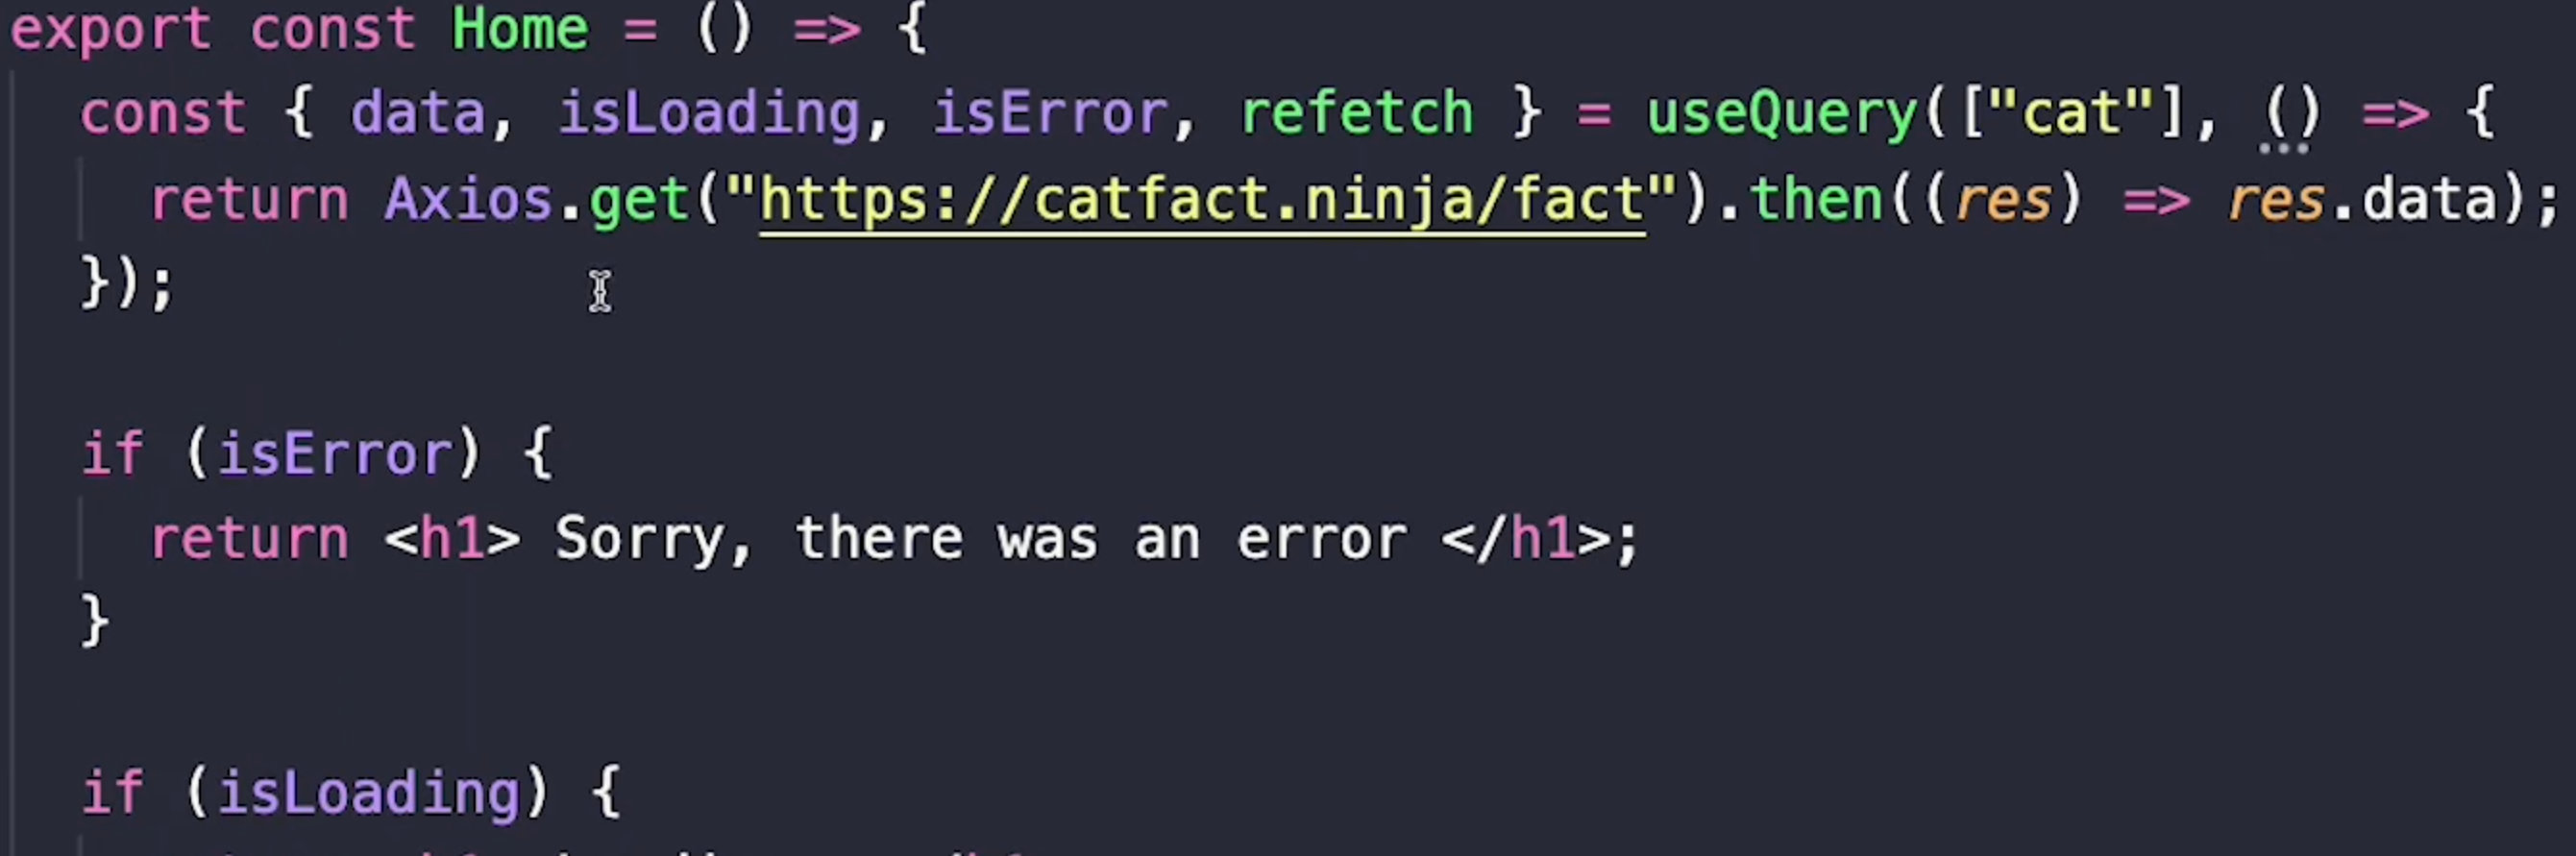 export const Home = () => {
  const { data, isLoading, isError, refetch } = useQuery(["cat"], () => {
    return Axios.get("https://catfact.ninja/fact").then((res) => res.data);
  });

  if (isError) {
    return <h1> Sorry, there was an error </h1>;
  }

  if (isLoading) {